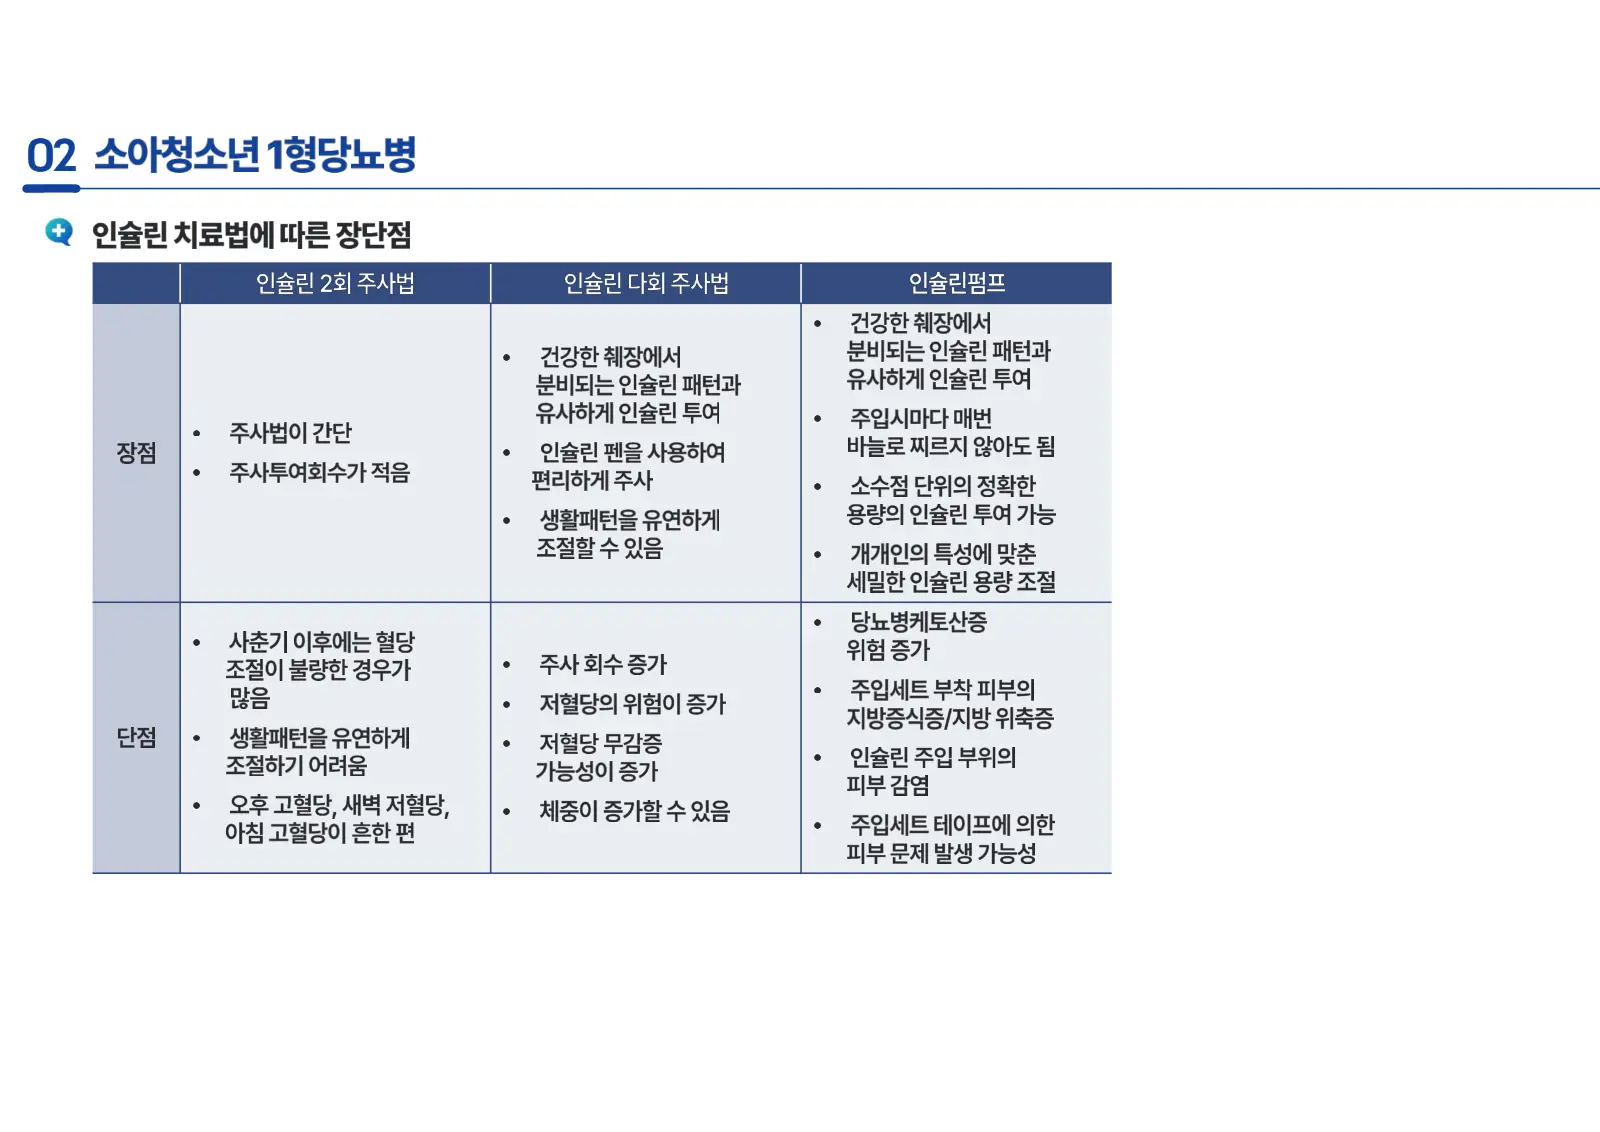 02 소아청소년 1형당뇨병
인슐린 치료법에 따른 장단점
인슐린 2회 주사법
인슐린 다회 주사법
인슐린펌프
장점
• 주사법이 간단
• 주사투여회수가 적음
• 건강한 췌장에서
분비되는 인슐린 패턴과
유사하게 인슐린 투여
• 인슐린 펜을 사용하여
편리하게 주사
• 생활패턴을 유연하게
조절할 수 있음
• 건강한 췌장에서
분비되는 인슐린 패턴과
유사하게 인슐린 투여
• 주입시마다 매번
바늘로 찌르지 않아도 됨
• 소수점 단위의 정확한
용량의 인슐린 투여 가능
• 개개인의 특성에 맞춘
세밀한 인슐린 용량 조절
단점
• 사춘기 이후에는 혈당
조절이 불량한 경우가
많음
• 생활패턴을 유연하게
조절하기 어려움
• 오후 고혈당, 새벽 저혈당,
아침 고혈당이 흔한 편
• 주사 회수 증가
• 저혈당의 위험이 증가
• 저혈당 무감증
가능성이 증가
• 체중이 증가할 수 있음
• 당뇨병케토산증
위험 증가
• 주입세트 부착 피부의
지방증식증/지방 위축증
• 인슐린 주입 부위의
피부 감염
• 주입세트 테이프에 의한
피부 문제 발생 가능성